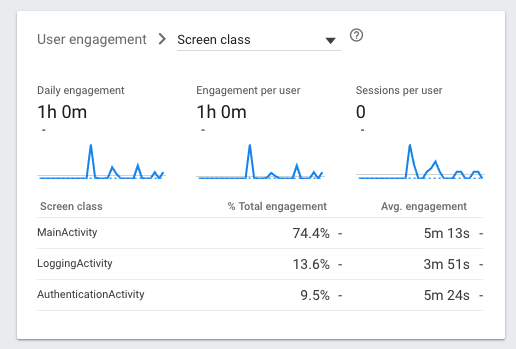 User engagement > Screen class
Daily engagement
1h 0m
-
Engagement per user
1h 0m
-
Sessions per user
0
-
Screen class % Total engagement Avg. engagement
MainActivity 74.4% - 5m 13s -
LoggingActivity 13.6% - 3m 51s -
AuthenticationActivity 9.5% - 5m 24s -